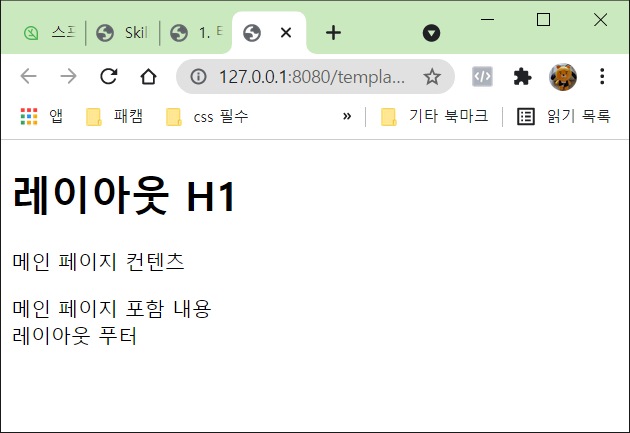 스프
Skil
1. E
127.0.0.1:8080/templa...
앱 패캠 css 필수 » 기타 북마크 읽기 목록
레이아웃 H1
메인 페이지 컨텐츠
메인 페이지 포함 내용
레이아웃 푸터